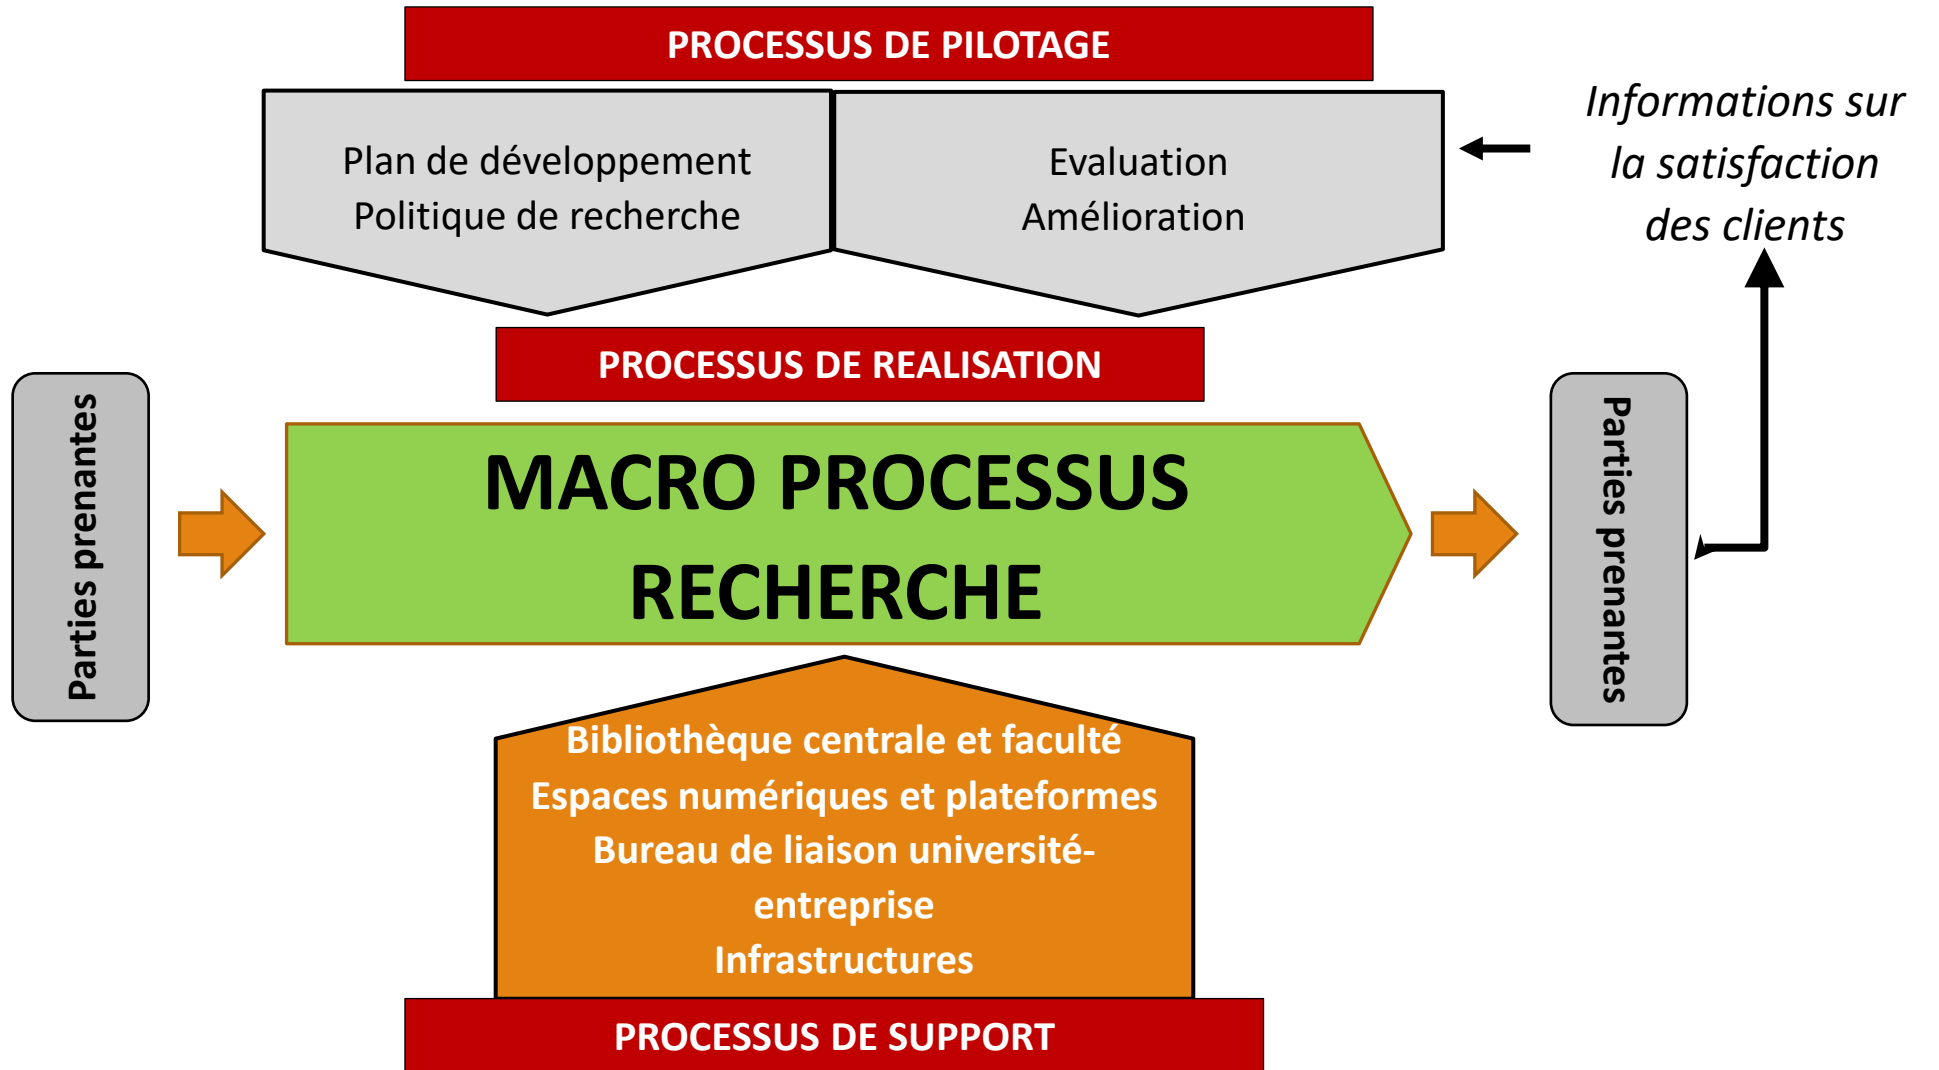 PROCESSUS DE PILOTAGE
Plan de développement
Politique de recherche
Evaluation
Amélioration
Informations sur
la satisfaction
des clients
PROCESSUS DE REALISATION
Parties prenantes
MACRO PROCESSUS
RECHERCHE
Parties prenantes
Bibliothèque centrale et faculté
Espaces numériques et plateformes
Bureau de liaison université-
entreprise
Infrastructures
PROCESSUS DE SUPPORT